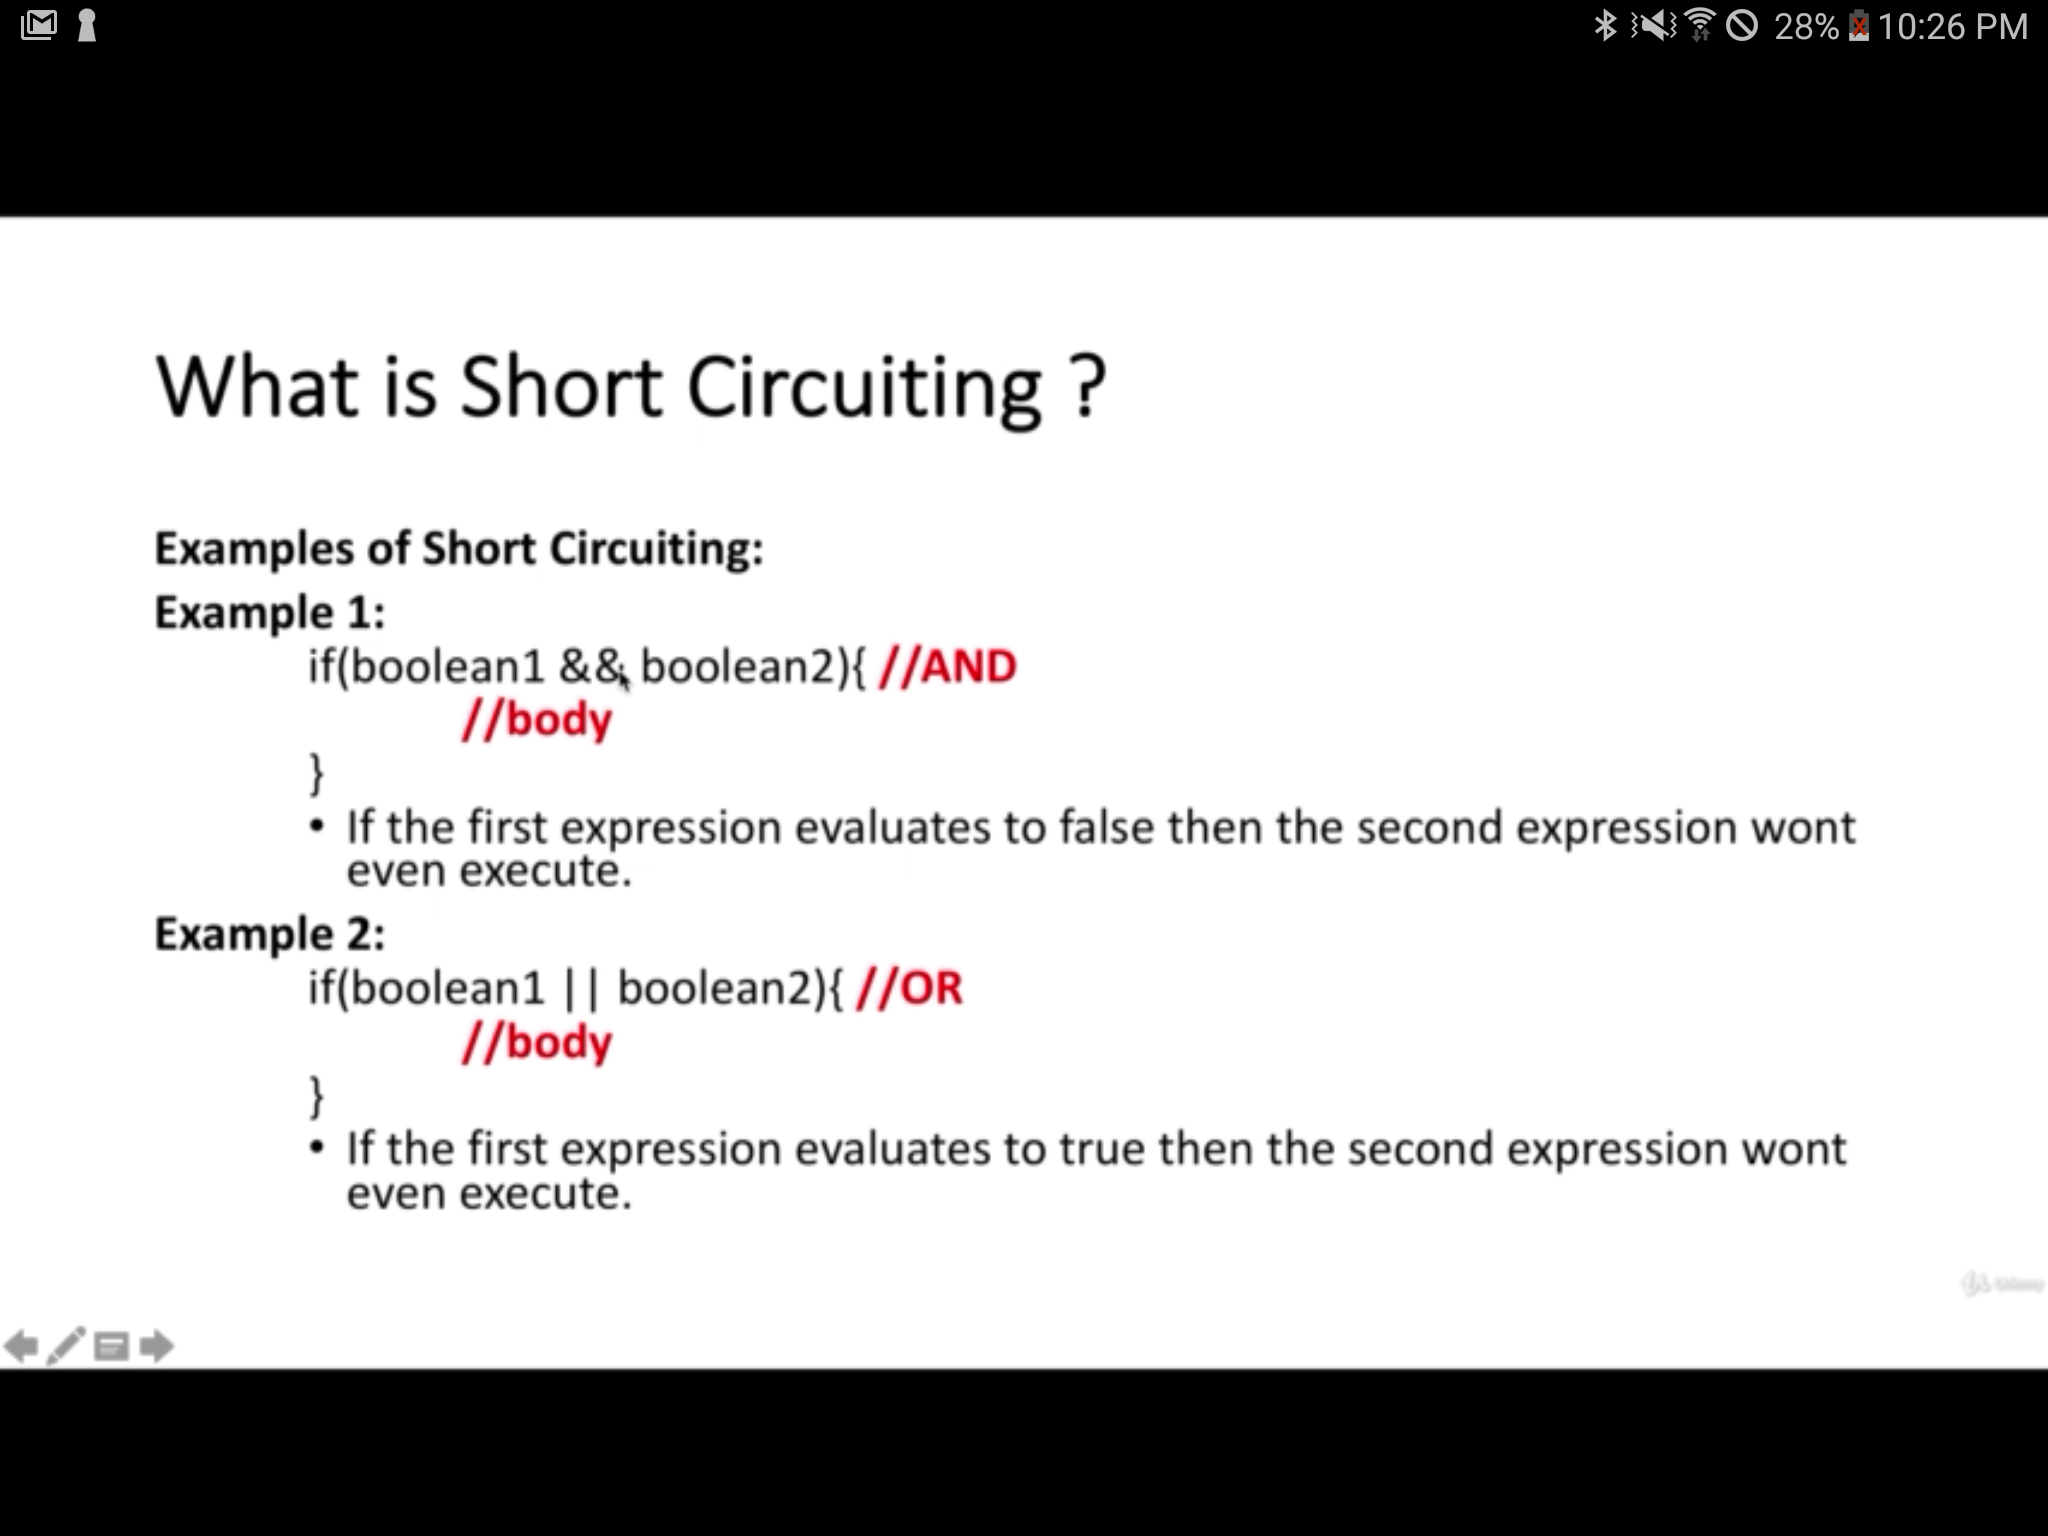 28% 10:26 PM
What is Short Circuiting ?
Examples of Short Circuiting:
Example 1:
if(boolean1 && boolean2){ //AND
//body
}
• If the first expression evaluates to false then the second expression wont
even execute.
Example 2:
if(boolean1 || boolean2){ //OR
//body
}
• If the first expression evaluates to true then the second expression wont
even execute.
Udemy